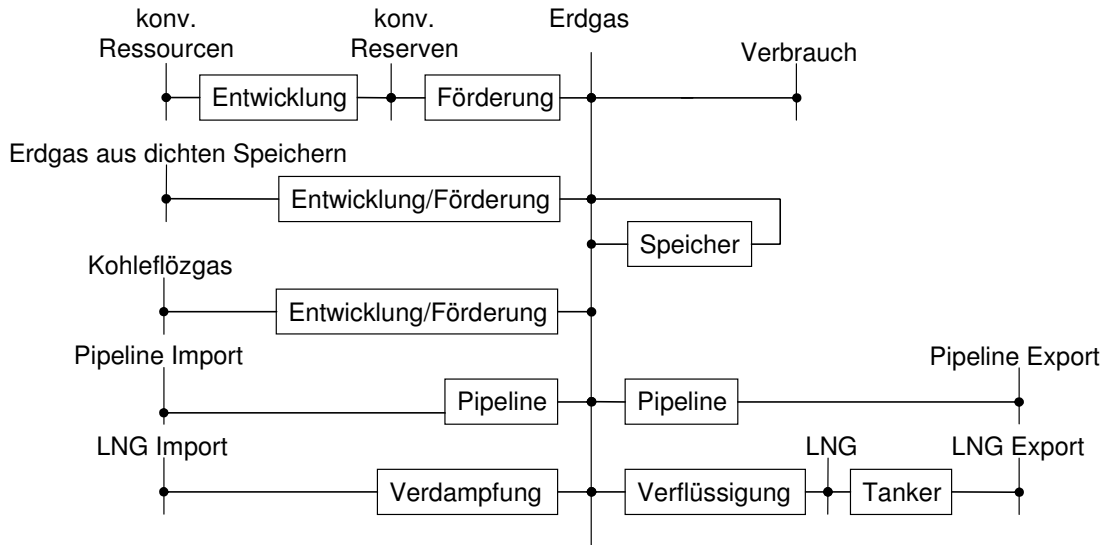 konv.
Ressourcen
konv.
Reserven
Erdgas
Verbrauch
Entwicklung
Förderung
Erdgas aus dichten Speichern
Entwicklung/Förderung
Speicher
Kohleflözgas
Entwicklung/Förderung
Pipeline Import
Pipeline Export
Pipeline
Pipeline
LNG Import
LNG
LNG Export
Verdampfung
Verflüssigung
Tanker